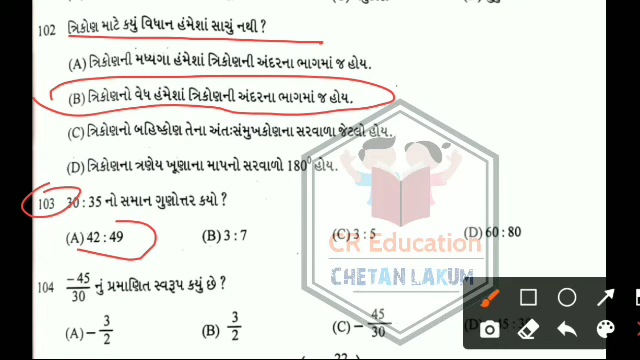 102 ત્રિકોણ માટે કયું વિધાન હંમેશાં સાચું નથી ?
(A) ત્રિકોણની મધ્યગા હંમેશાં ત્રિકોણની અંદરના ભાગમાં જ હોય.
(B) ત્રિકોણનો વેધ હંમેશાં ત્રિકોણની અંદરના ભાગમાં જ હોય.
(C) ત્રિકોણનો બહિષ્કોણ તેના અંતઃસંમુખકોણના સરવાળા જેટલો હોય.
(D) ત્રિકોણના ત્રણેય ખૂણાના માપનો સરવાળો 180⁰ હોય.
103 30 : 35 નો સમાન ગુણોત્તર કયો ?
(A) 42 : 49 (B) 3 : 7 (C) 3 : 5 (D) 60 : 80
CR Education
CHETAN LAKUM
104 -45/30 નું પ્રમાણિત સ્વરૂપ કયું છે ?
(A) -3/2 (B) 3/2 (C) -45/30